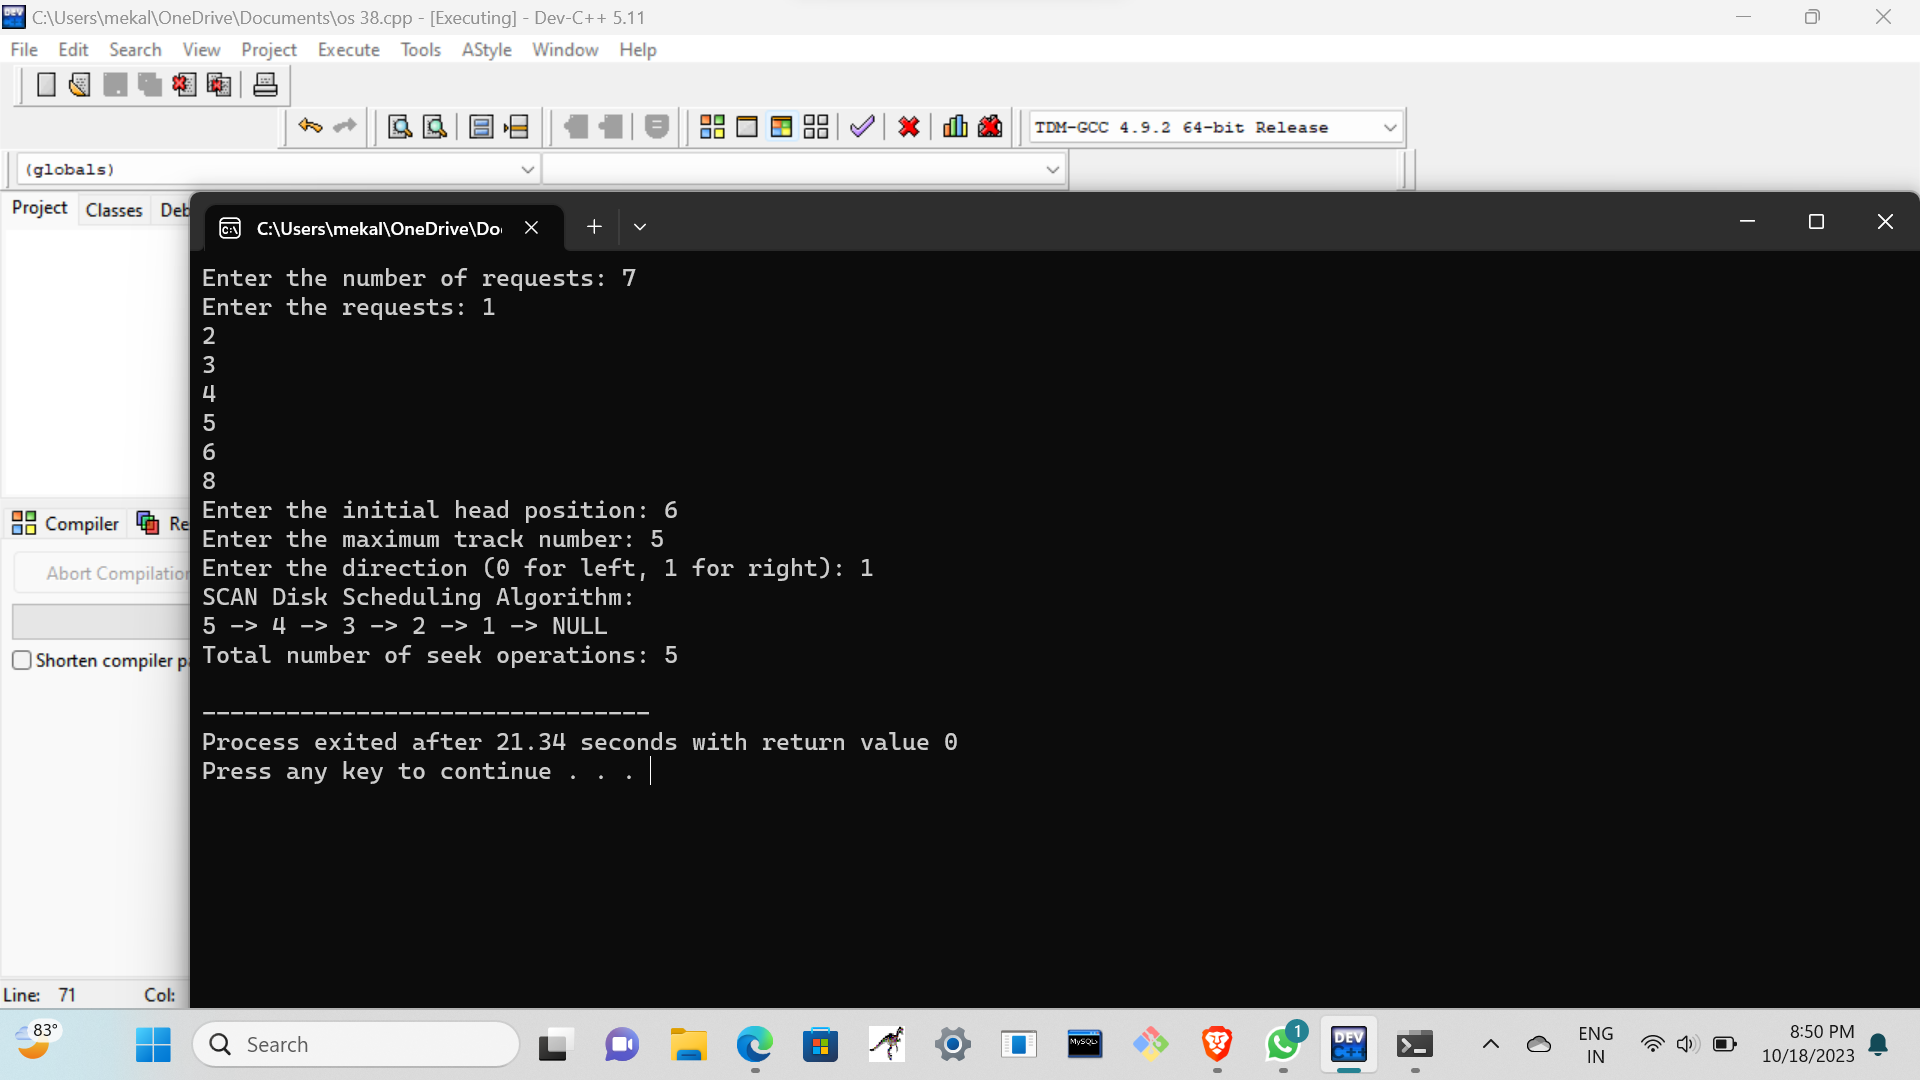 C:\Users\mekal\OneDrive\Documents\os 38.cpp - [Executing] - Dev-C++ 5.11
File Edit Search View Project Execute Tools AStyle Window Help
TDM-GCC 4.9.2 64-bit Release
(globals)
Project Classes Deb
C:\Users\mekal\OneDrive\Do
Enter the number of requests: 7
Enter the requests: 1
2
3
4
5
6
8
Enter the initial head position: 6
Enter the maximum track number: 5
Enter the direction (0 for left, 1 for right): 1
SCAN Disk Scheduling Algorithm:
5 -> 4 -> 3 -> 2 -> 1 -> NULL
Total number of seek operations: 5
--------------------------------
Process exited after 21.34 seconds with return value 0
Press any key to continue . . .
Compiler Re
Abort Compilation
Shorten compiler pa
Line: 71 Col:
83°
Search
MySQL
1
DEV
C++
ENG
IN
8:50 PM
10/18/2023